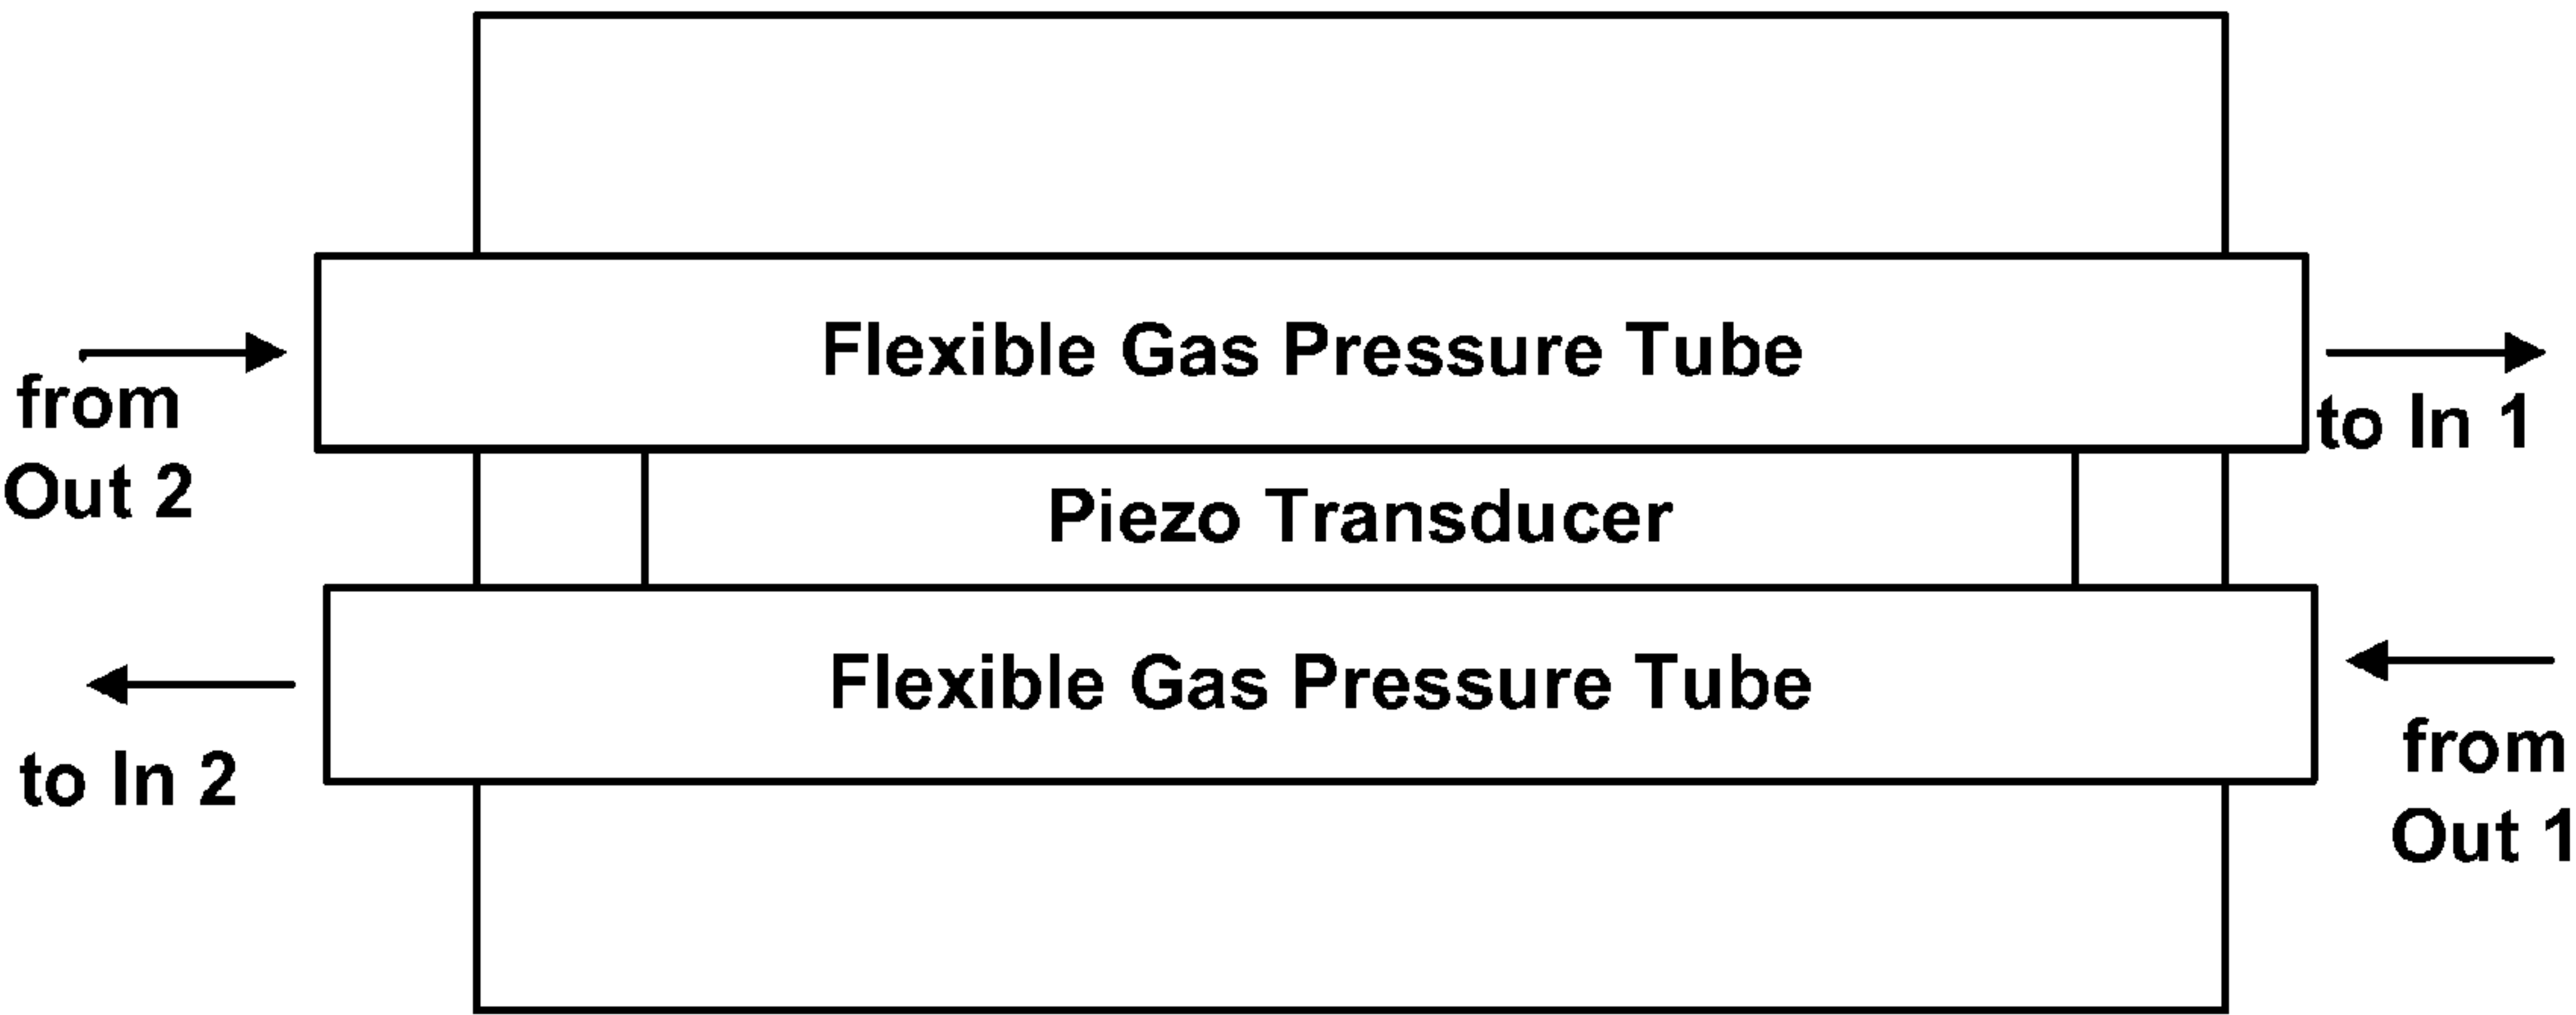 Flexible Gas Pressure Tube
from
Out 2
to In 1
Piezo Transducer
Flexible Gas Pressure Tube
to In 2
from
Out 1